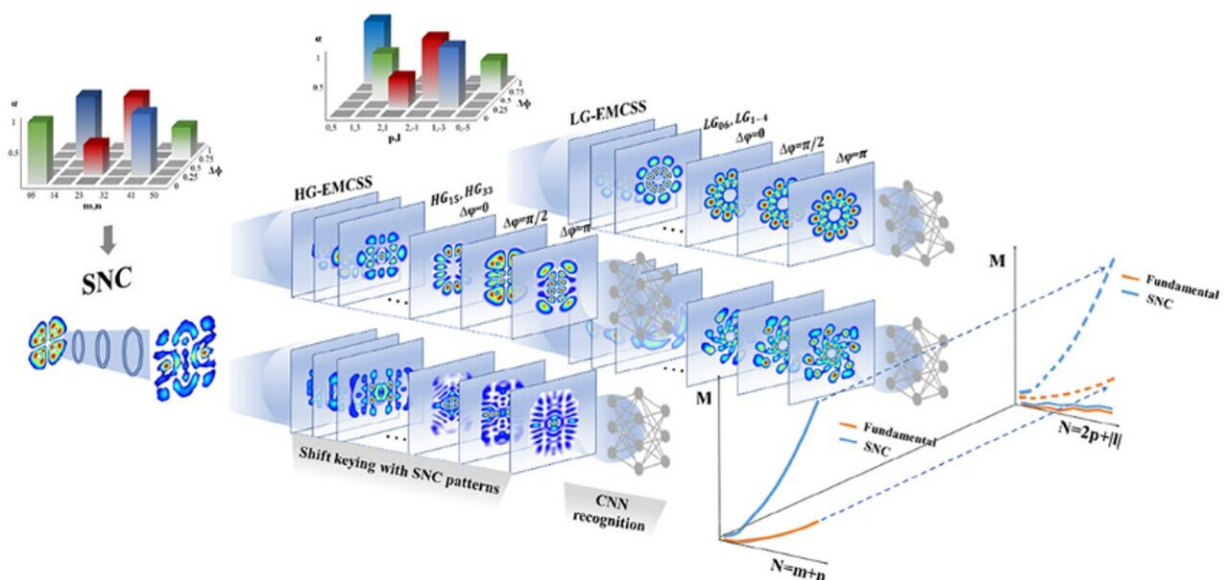 α
1
0.5
0,5
1,3
2,1
2,-1
1,-3
0,-5
p,l
0
0.25
0.5
0.75
1
Δϕ
α
1
0.5
05
14
23
32
41
50
m,n
0
0.25
0.5
0.75
1
Δϕ
SNC
HG-EMCSS
HG₁₅, HG₃₃
Δφ=0
Δφ=π/2
Δφ=π
...
LG-EMCSS
LG₀₆, LG₁₋₄
Δφ=0
Δφ=π/2
Δφ=π
...
Shift keying with SNC patterns
CNN
recognition
M
Fundamental
SNC
N=m+n
M
Fundamental
SNC
N=2p+|l|